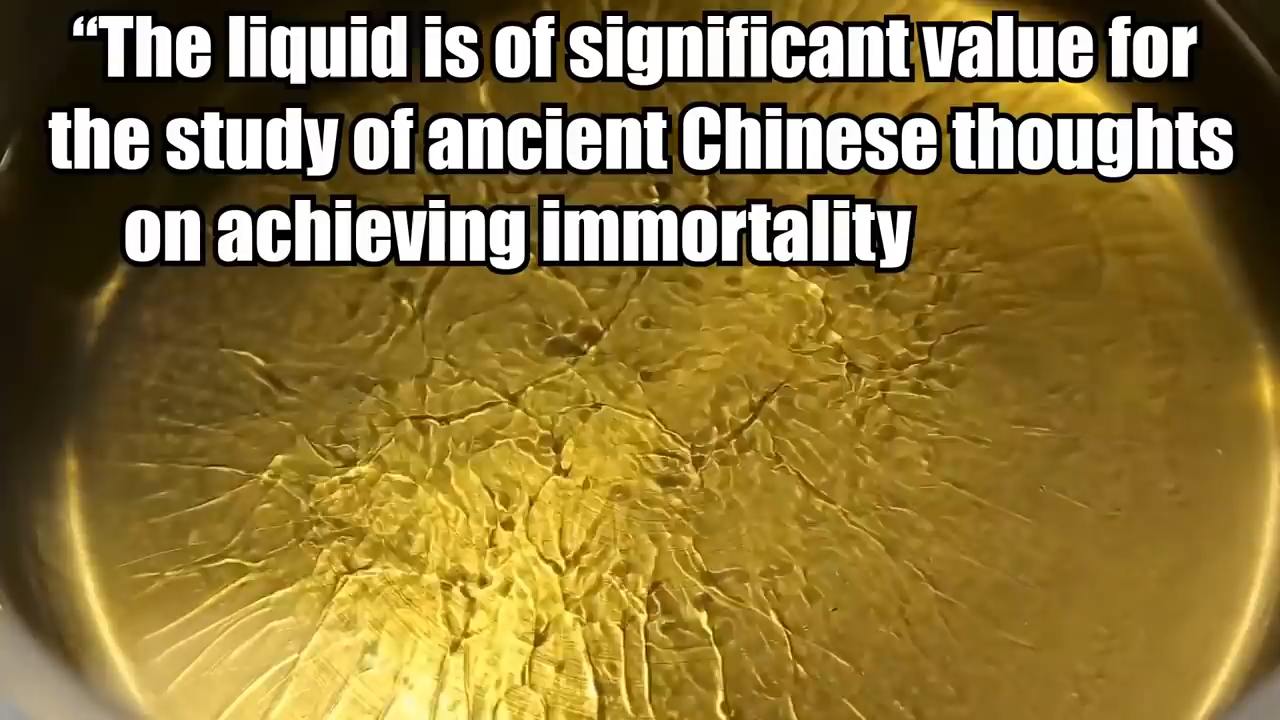 “The liquid is of significant value for
the study of ancient Chinese thoughts
on achieving immortality